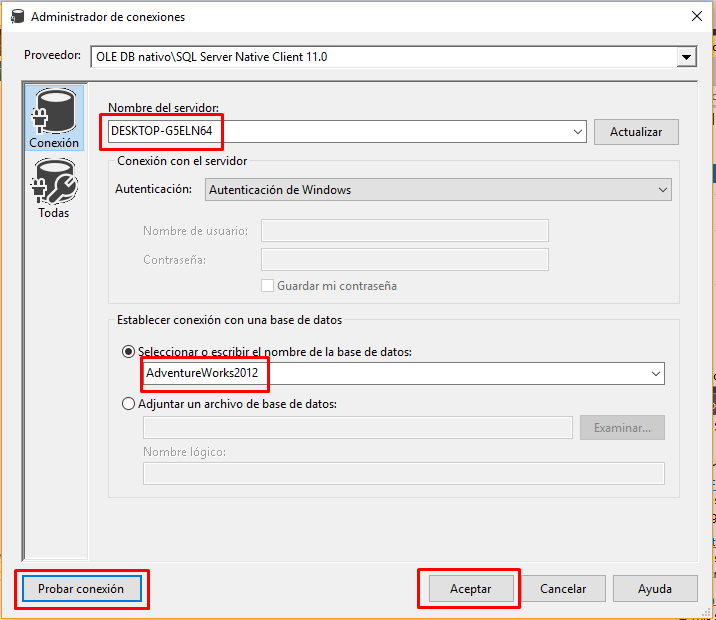 Administrador de conexiones
Proveedor:
OLE DB nativo\SQL Server Native Client 11.0
Conexión
Todas
Nombre del servidor:
DESKTOP-G5ELN64
Actualizar
Conexión con el servidor
Autenticación:
Autenticación de Windows
Nombre de usuario:
Contraseña:
Guardar mi contraseña
Establecer conexión con una base de datos
Seleccionar o escribir el nombre de la base de datos:
AdventureWorks2012
Adjuntar un archivo de base de datos:
Examinar...
Nombre lógico:
Probar conexión
Aceptar
Cancelar
Ayuda